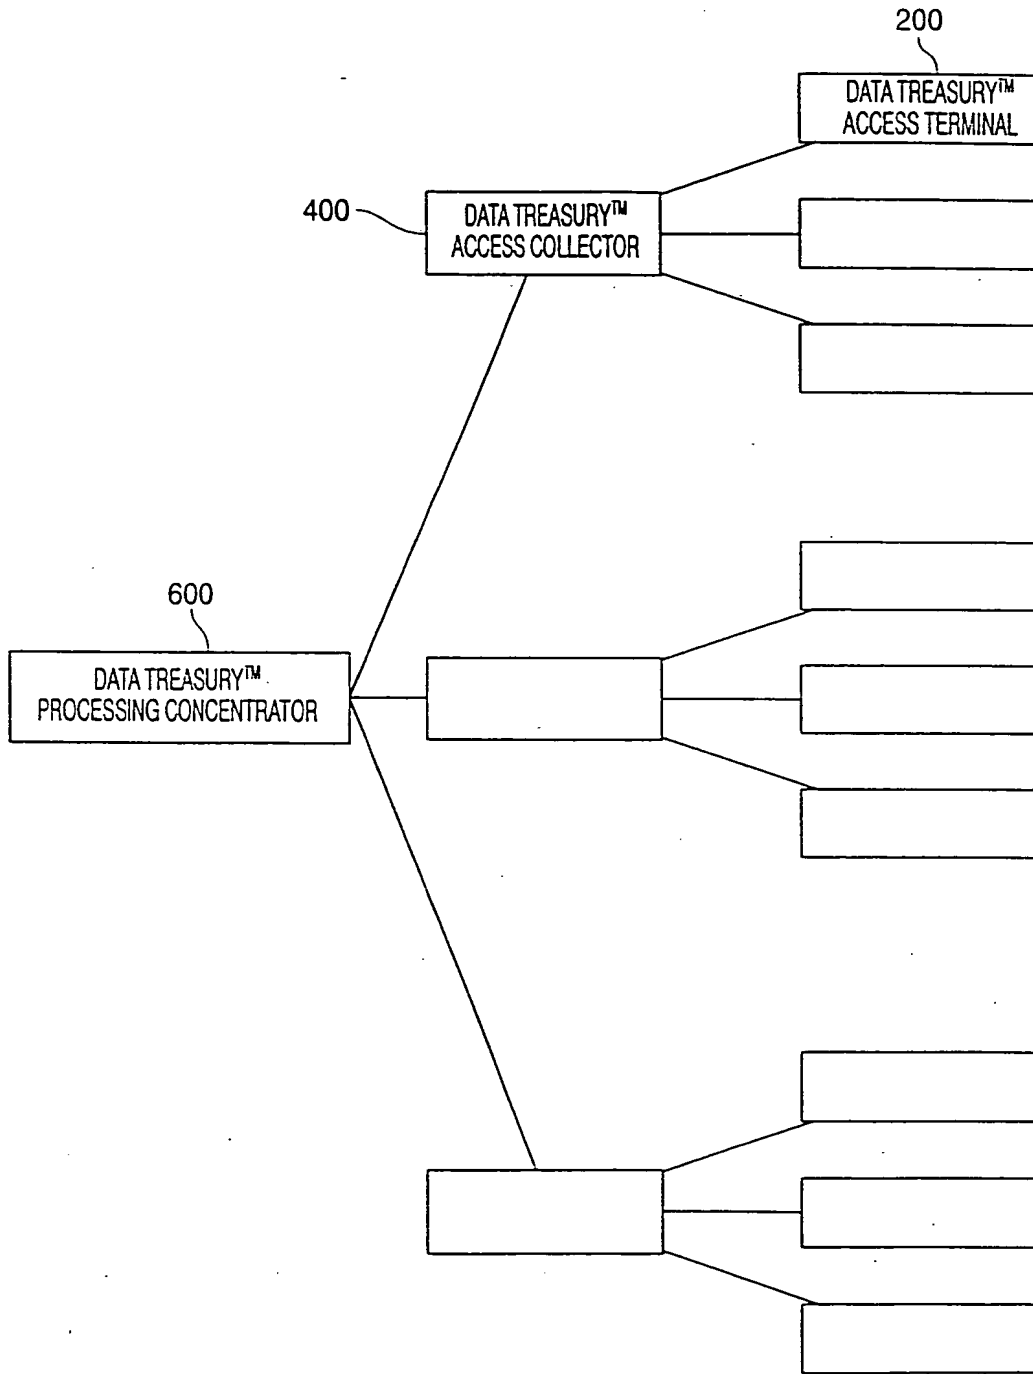 200
DATA TREASURY™
ACCESS TERMINAL
400
DATA TREASURY™
ACCESS COLLECTOR
600
DATA TREASURY™
PROCESSING CONCENTRATOR